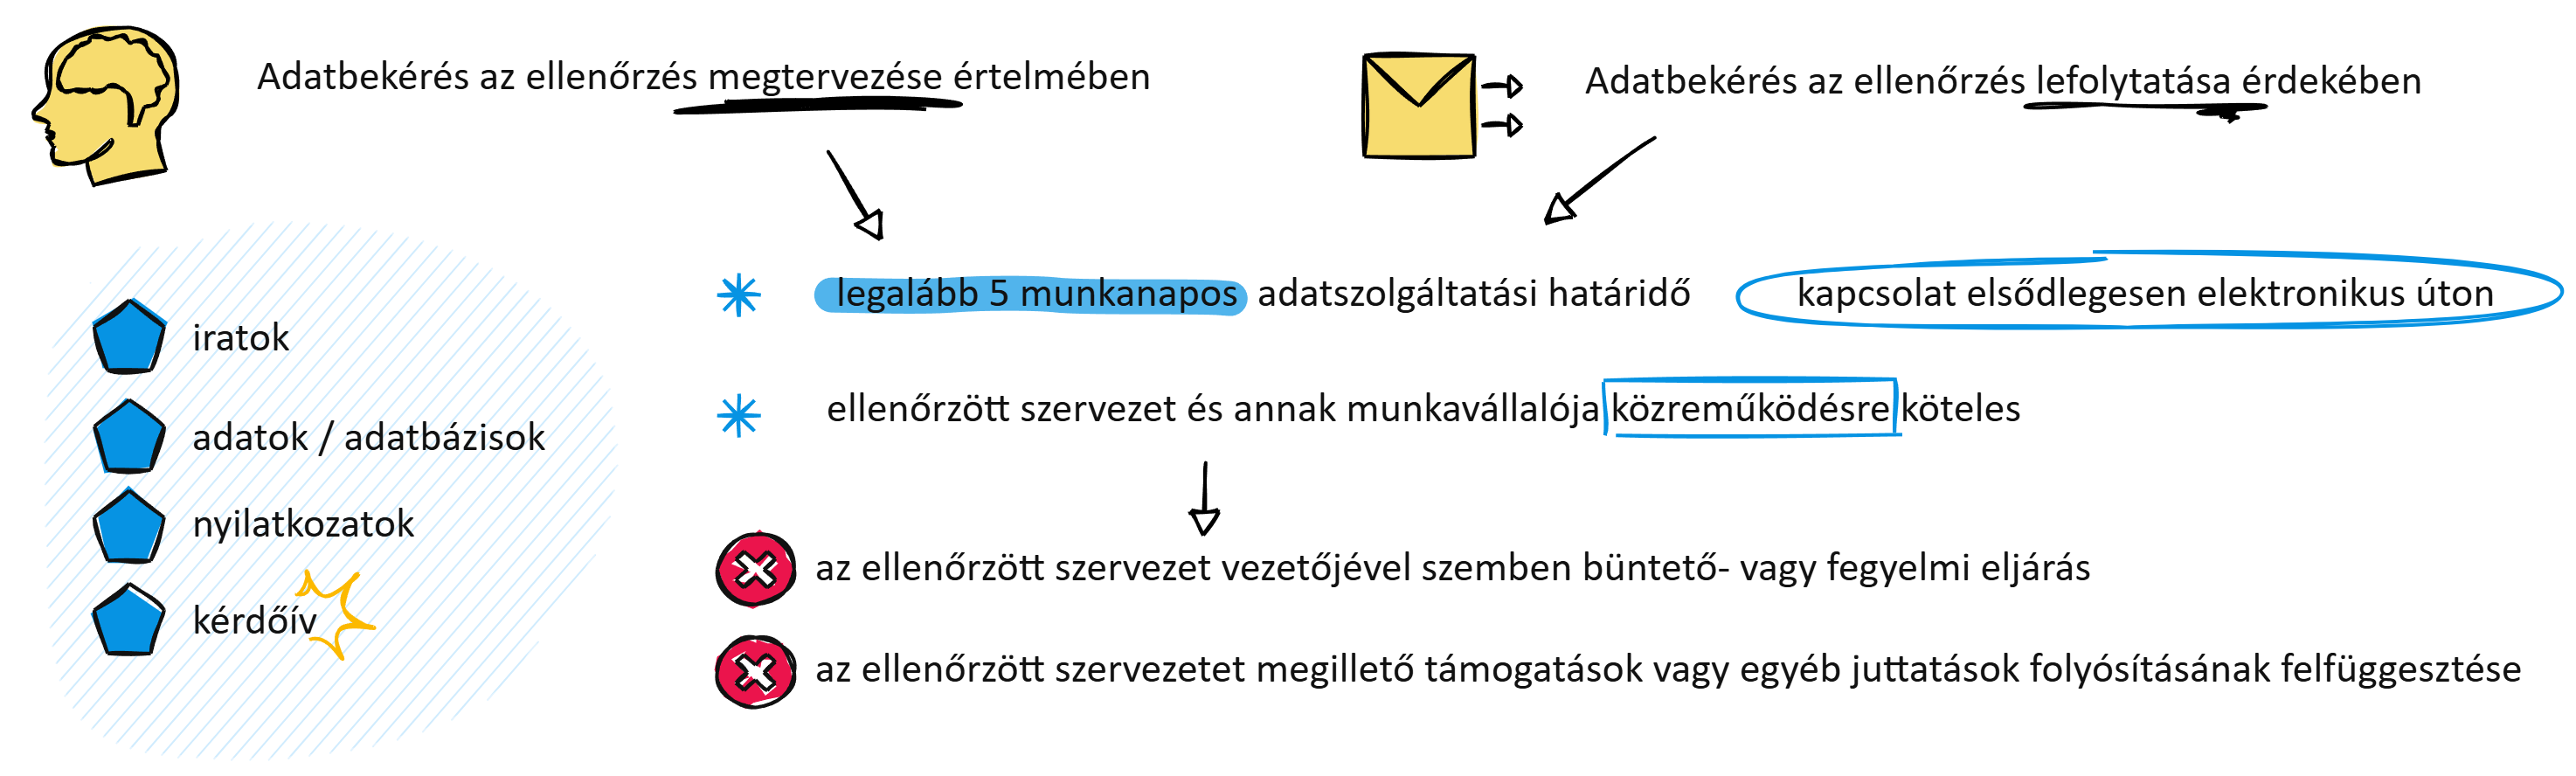 Adatbekérés az ellenőrzés megtervezése értelmében
Adatbekérés az ellenőrzés lefolytatása érdekében
legalább 5 munkanapos adatszolgáltatási határidő
kapcsolat elsődlegesen elektronikus úton
ellenőrzött szervezet és annak munkavállalója közreműködésre köteles
iratok
adatok / adatbázisok
nyilatkozatok
kérdőív
az ellenőrzött szervezet vezetőjével szemben büntető- vagy fegyelmi eljárás
az ellenőrzött szervezetet megillető támogatások vagy egyéb juttatások folyósításának felfüggesztése